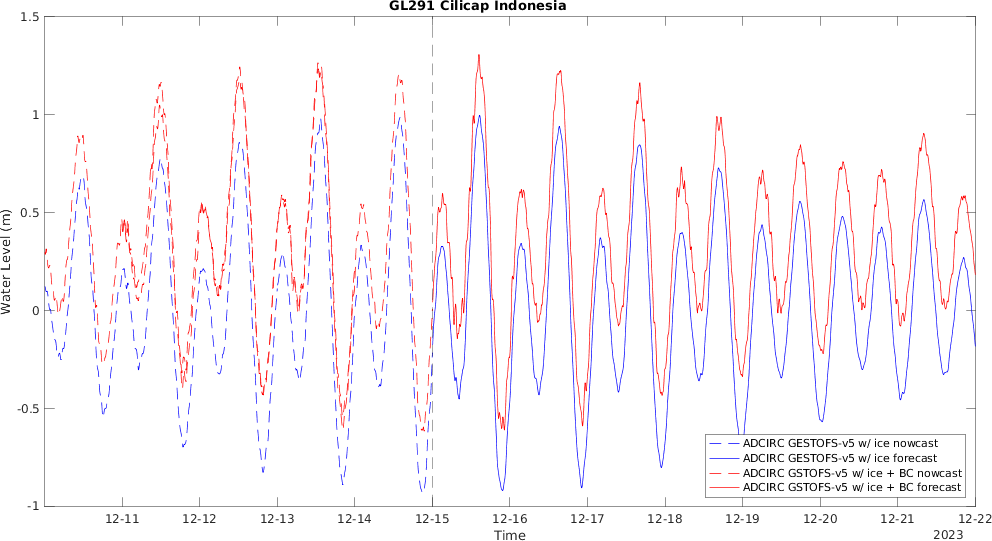 GL291 Cilicap Indonesia
1.5
1
0.5
0
-0.5
-1
Water Level (m)
ADCIRC GESTOFS-v5 w/ ice nowcast
ADCIRC GESTOFS-v5 w/ ice forecast
ADCIRC GSTOFS-v5 w/ ice + BC nowcast
ADCIRC GSTOFS-v5 w/ ice + BC forecast
12-11 12-12 12-13 12-14 12-15 12-16 12-17 12-18 12-19 12-20 12-21 12-22
Time
2023